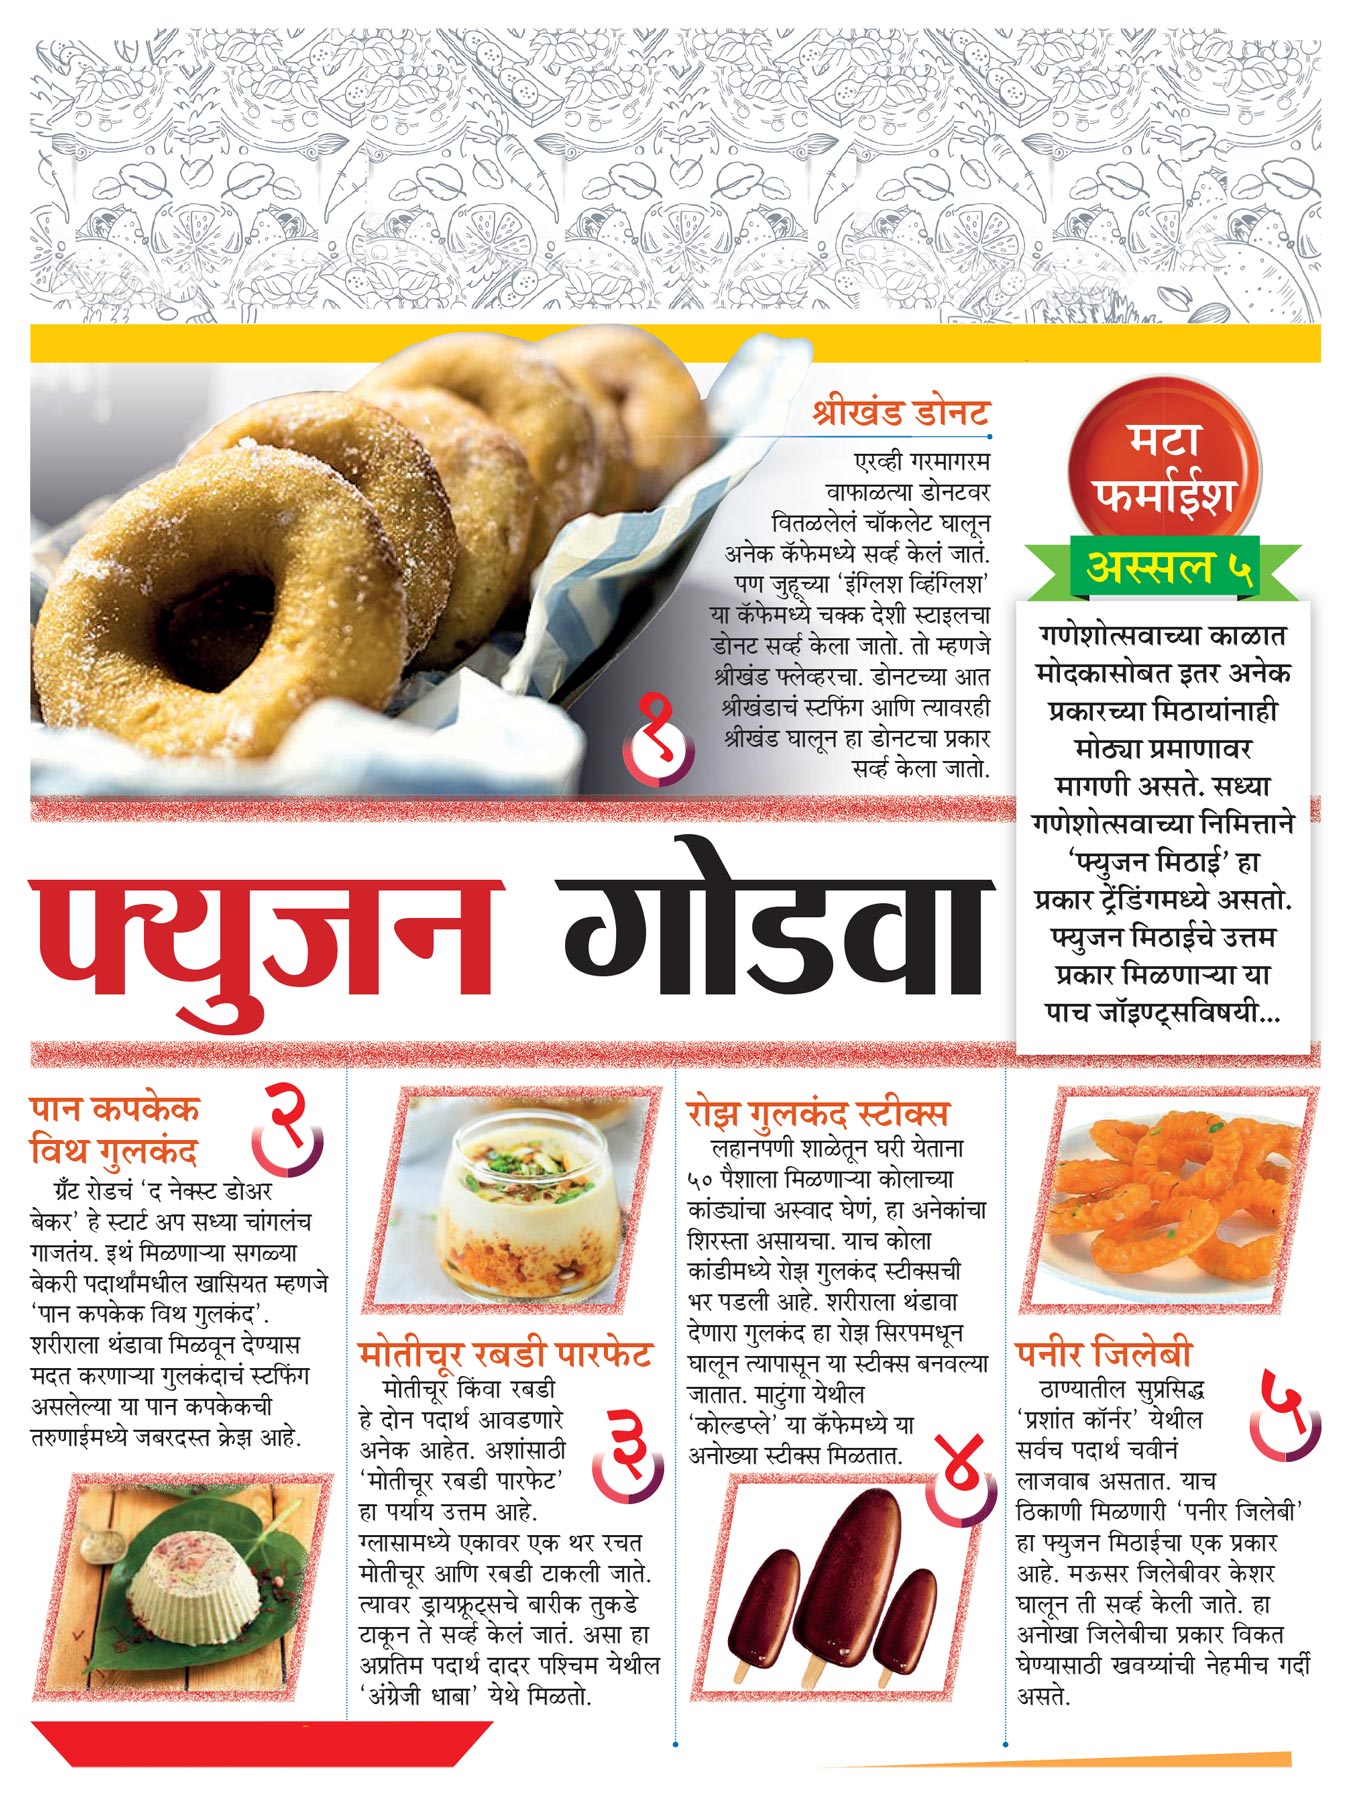 श्रीखंड डोनट
एरव्ही गरमागरम
वाफाळत्या डोनटवर
वितळलेलं चॉकलेट घालून
अनेक कॅफेमध्ये सर्व्ह केलं जातं.
पण जुहूच्या ‘इंग्लिश व्हिंग्लिश’
या कॅफेमध्ये चक्क देशी स्टाइलचा
डोनट सर्व्ह केला जातो. तो म्हणजे
श्रीखंड फ्लेव्हरचा. डोनटच्या आत
श्रीखंडाचं स्टफिंग आणि त्यावरही
श्रीखंड घालून हा डोनटचा प्रकार
सर्व्ह केला जातो.
१
मटा
फर्माईश
अस्सल ५
गणेशोत्सवाच्या काळात
मोदकासोबत इतर अनेक
प्रकारच्या मिठायांनाही
मोठ्या प्रमाणावर
मागणी असते. सध्या
गणेशोत्सवाच्या निमित्ताने
‘फ्युजन मिठाई’ हा
प्रकार ट्रेंडिंगमध्ये असतो.
फ्युजन मिठाईचे उत्तम
प्रकार मिळणाऱ्या या
पाच जॉइण्ट्सविषयी...
फ्युजन गोडवा
पान कपकेक
विथ गुलकंद
२
ग्रँट रोडचं ‘द नेक्स्ट डोअर
बेकर’ हे स्टार्ट अप सध्या चांगलंच
गाजतंय. इथं मिळणाऱ्या सगळ्या
बेकरी पदार्थांमधील खासियत म्हणजे
‘पान कपकेक विथ गुलकंद’.
शरीराला थंडावा मिळवून देण्यास
मदत करणाऱ्या गुलकंदाचं स्टफिंग
असलेल्या या पान कपकेकची
तरुणाईमध्ये जबरदस्त क्रेझ आहे.
मोतीचूर रबडी पारफेट
मोतीचूर किंवा रबडी
हे दोन पदार्थ आवडणारे
अनेक आहेत. अशांसाठी
‘मोतीचूर रबडी पारफेट’
हा पर्याय उत्तम आहे.
ग्लासामध्ये एकावर एक थर रचत
मोतीचूर आणि रबडी टाकली जाते.
त्यावर ड्रायफ्रूट्सचे बारीक तुकडे
टाकून ते सर्व्ह केलं जातं. असा हा
अप्रतिम पदार्थ दादर पश्चिम येथील
‘अंग्रेजी धाबा’ येथे मिळतो.
३
रोझ गुलकंद स्टीक्स
लहानपणी शाळेतून घरी येताना
५० पैशाला मिळणाऱ्या कोलाच्या
कांड्यांचा अस्वाद घेणं, हा अनेकांचा
शिरस्ता असायचा. याच कोला
कांडीमध्ये रोझ गुलकंद स्टीक्सची
भर पडली आहे. शरीराला थंडावा
देणारा गुलकंद हा रोझ सिरपमधून
घालून त्यापासून या स्टीक्स बनवल्या
जातात. माटुंगा येथील
‘कोल्डप्ले’ या कॅफेमध्ये या
अनोख्या स्टीक्स मिळतात.
४
पनीर जिलेबी
ठाण्यातील सुप्रसिद्ध
‘प्रशांत कॉर्नर’ येथील
सर्वच पदार्थ चवीनं
लाजवाब असतात. याच
ठिकाणी मिळणारी ‘पनीर जिलेबी’
हा फ्युजन मिठाईचा एक प्रकार
आहे. मऊसर जिलेबीवर केशर
घालून ती सर्व्ह केली जाते. हा
अनोखा जिलेबीचा प्रकार विकत
घेण्यासाठी खवय्यांची नेहमीच गर्दी
असते.
५